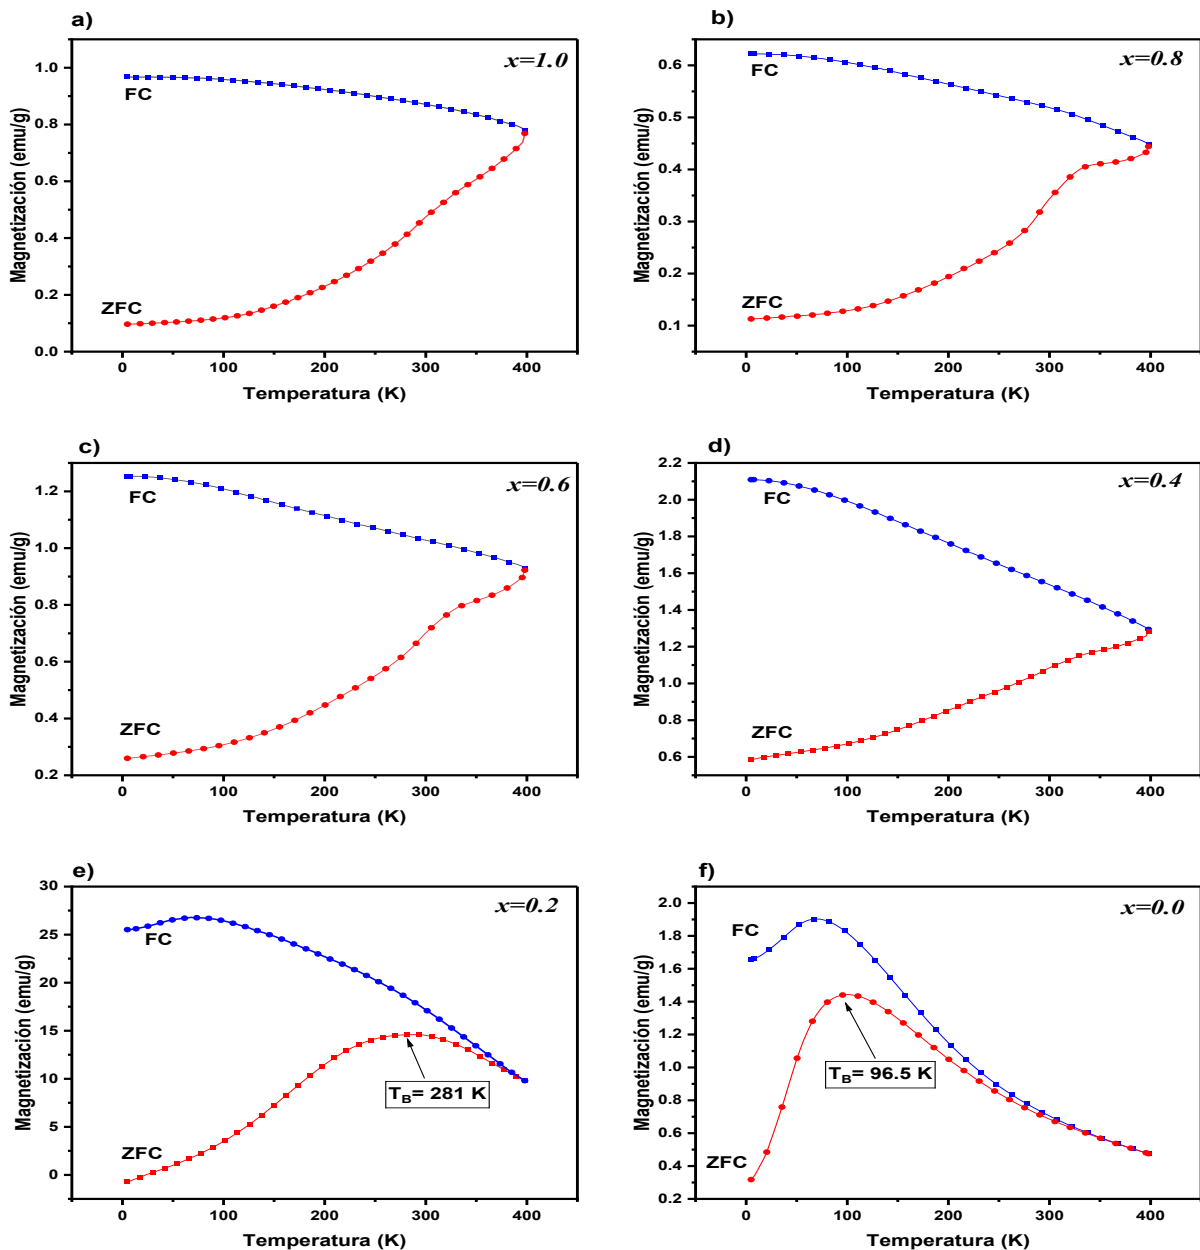 a)
x=1.0
FC
ZFC
Magnetización (emu/g)
1.0
0.8
0.6
0.4
0.2
0.0
0
100
200
300
400
Temperatura (K)
b)
x=0.8
FC
ZFC
Magnetización (emu/g)
0.6
0.5
0.4
0.3
0.2
0.1
0
100
200
300
400
Temperatura (K)
c)
x=0.6
FC
ZFC
Magnetización (emu/g)
1.2
1.0
0.8
0.6
0.4
0.2
0
100
200
300
400
Temperatura (K)
d)
x=0.4
FC
ZFC
Magnetización (emu/g)
2.2
2.0
1.8
1.6
1.4
1.2
1.0
0.8
0.6
0
100
200
300
400
Temperatura (K)
e)
x=0.2
FC
ZFC
T_B= 281 K
Magnetización (emu/g)
30
25
20
15
10
5
0
0
100
200
300
400
Temperatura (K)
f)
x=0.0
FC
ZFC
T_B= 96.5 K
Magnetización (emu/g)
2.0
1.8
1.6
1.4
1.2
1.0
0.8
0.6
0.4
0.2
0
100
200
300
400
Temperatura (K)